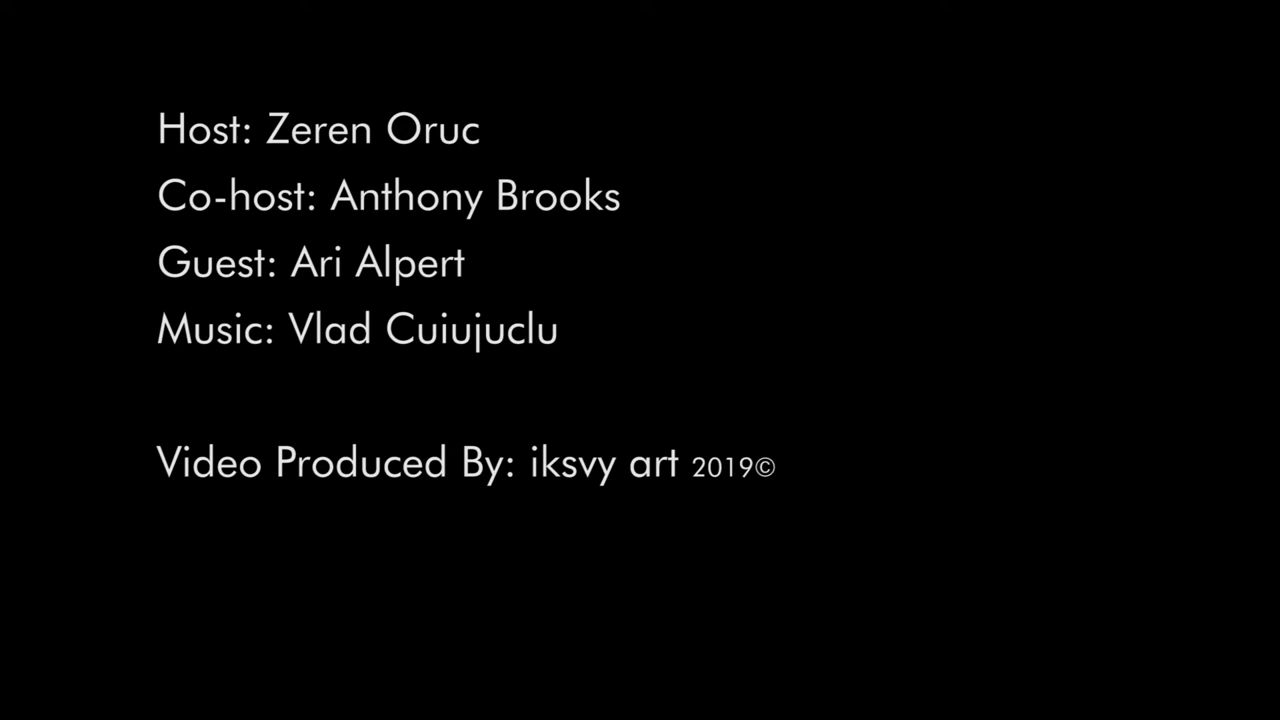 Host: Zeren Oruc
Co-host: Anthony Brooks
Guest: Ari Alpert
Music: Vlad Cuiujuclu
Video Produced By: iksvy art 2019©